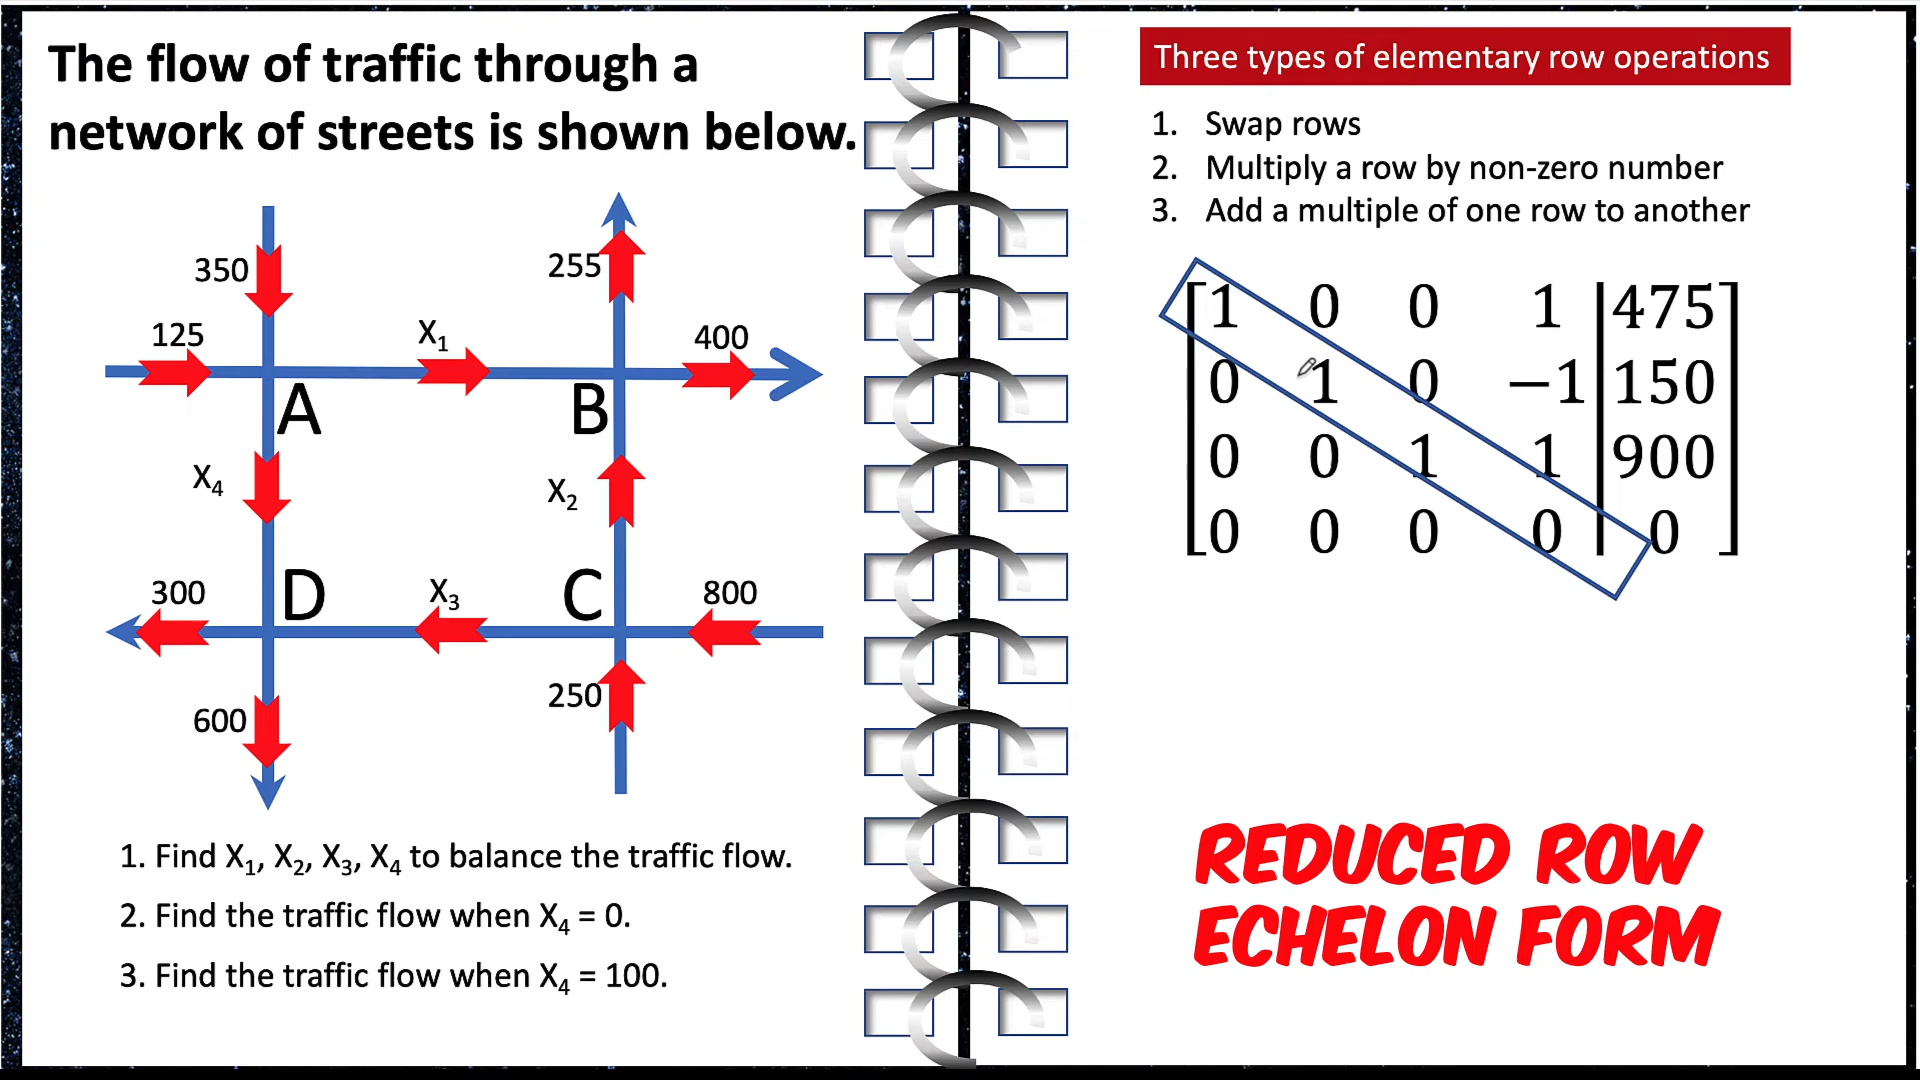 The flow of traffic through a
network of streets is shown below.
350
255
125
X₁
400
A
B
X₄
X₂
300
D
X₃
C
800
600
250
1. Find X₁, X₂, X₃, X₄ to balance the traffic flow.
2. Find the traffic flow when X₄ = 0.
3. Find the traffic flow when X₄ = 100.
Three types of elementary row operations
1. Swap rows
2. Multiply a row by non-zero number
3. Add a multiple of one row to another
1 0 0 1 | 475
0 1 0 −1 | 150
0 0 1 1 | 900
0 0 0 0 | 0
REDUCED ROW
ECHELON FORM